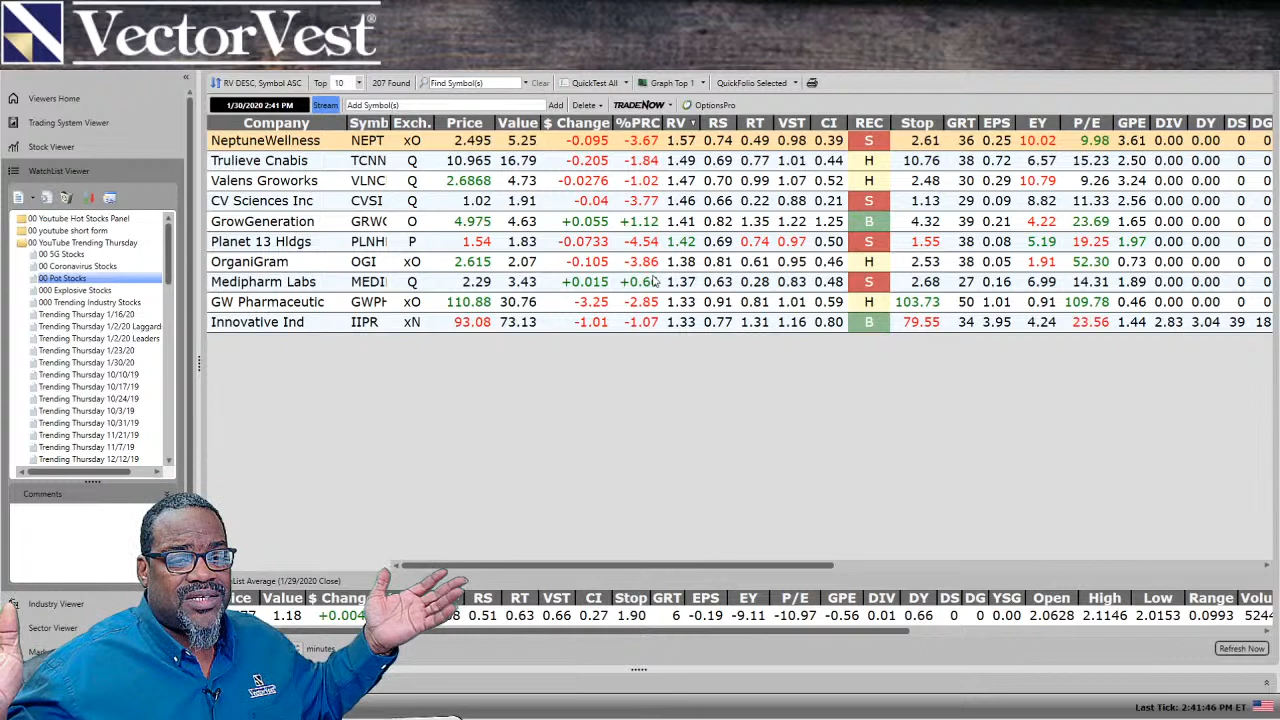 VectorVest®
Viewers Home
Trading System Viewer
Stock Viewer
WatchList Viewer
00 Youtube Hot Stocks Panel
00 youtube short form
00 YouTube Trending Thursday
00 5G Stocks
00 Coronavirus Stocks
00 Pot Stocks
000 Explosive Stocks
000 Trending Industry Stocks
Trending Thursday 1/16/20
Trending Thursday 1/2/20 Laggard
Trending Thursday 1/2/20 Leaders
Trending Thursday 1/23/20
Trending Thursday 1/30/20
Trending Thursday 10/10/19
Trending Thursday 10/17/19
Trending Thursday 10/24/19
Trending Thursday 10/3/19
Trending Thursday 10/31/19
Trending Thursday 11/21/19
Trending Thursday 11/7/19
Trending Thursday 12/12/19
Comments
Industry Viewer
Sector Viewer
RV DESC, Symbol ASC Top 10 207 Found Find Symbol(s) Clear QuickTest All Graph Top 1 QuickFolio Selected
1/30/2020 2:41 PM Stream Add Symbol(s) Add Delete TRADENOW OptionsPro
Company Symb Exch. Price Value $ Change %PRC RV RS RT VST CI REC Stop GRT EPS EY P/E GPE DIV DY DS DG
NeptuneWellness NEPT xO 2.495 5.25 -0.095 -3.67 1.57 0.74 0.49 0.98 0.39 S 2.61 36 0.25 10.02 9.98 3.61 0.00 0.00 0 0
Trulieve Cnabis TCNN Q 10.965 16.79 -0.205 -1.84 1.49 0.69 0.77 1.01 0.44 H 10.76 38 0.72 6.57 15.23 2.50 0.00 0.00 0 0
Valens Groworks VLNC Q 2.6868 4.73 -0.0276 -1.02 1.47 0.70 0.99 1.07 0.52 H 2.48 30 0.29 10.79 9.26 3.24 0.00 0.00 0 0
CV Sciences Inc CVSI Q 1.02 1.91 -0.04 -3.77 1.46 0.66 0.22 0.88 0.21 S 1.13 29 0.09 8.82 11.33 2.56 0.00 0.00 0 0
GrowGeneration GRWC O 4.975 4.63 +0.055 +1.12 1.41 0.82 1.35 1.22 1.25 B 4.32 39 0.21 4.22 23.69 1.65 0.00 0.00 0 0
Planet 13 Hldgs PLNH P 1.54 1.83 -0.0733 -4.54 1.42 0.69 0.74 0.97 0.50 S 1.55 38 0.08 5.19 19.25 1.97 0.00 0.00 0 0
OrganiGram OGI xO 2.615 2.07 -0.105 -3.86 1.38 0.81 0.61 0.95 0.46 H 2.53 38 0.05 1.91 52.30 0.73 0.00 0.00 0 0
Medipharm Labs MEDI Q 2.29 3.43 +0.015 1.37 0.63 0.28 0.83 0.48 S 2.68 27 0.16 6.99 14.31 1.89 0.00 0.00 0 0
GW Pharmaceutic GWPH xO 110.88 30.76 -3.25 -2.85 1.33 0.91 0.81 1.03 0.59 H 103.73 50 1.01 0.91 109.78 0.46 0.00 0.00 0 0
Innovative Ind IIPR xN 93.08 73.13 -1.01 -1.07 1.33 0.77 1.31 1.16 0.80 B 79.55 34 3.95 4.24 23.56 1.44 2.83 3.04 39 18
List Average (1/29/2020 Close)
Value $ Chang RS RT VST CI Stop GRT EPS EY P/E GPE DIV DY DS DG YSG Open High Low Range Volu
1.18 +0.004 0.51 0.63 0.66 0.27 1.90 6 -0.19 -9.11 -10.97 -0.56 0.01 0.66 0 0 0.00 2.0628 2.1146 2.0153 0.0993 5244
minutes
Refresh Now
VectorVest
Last Tick: 2:41:46 PM ET